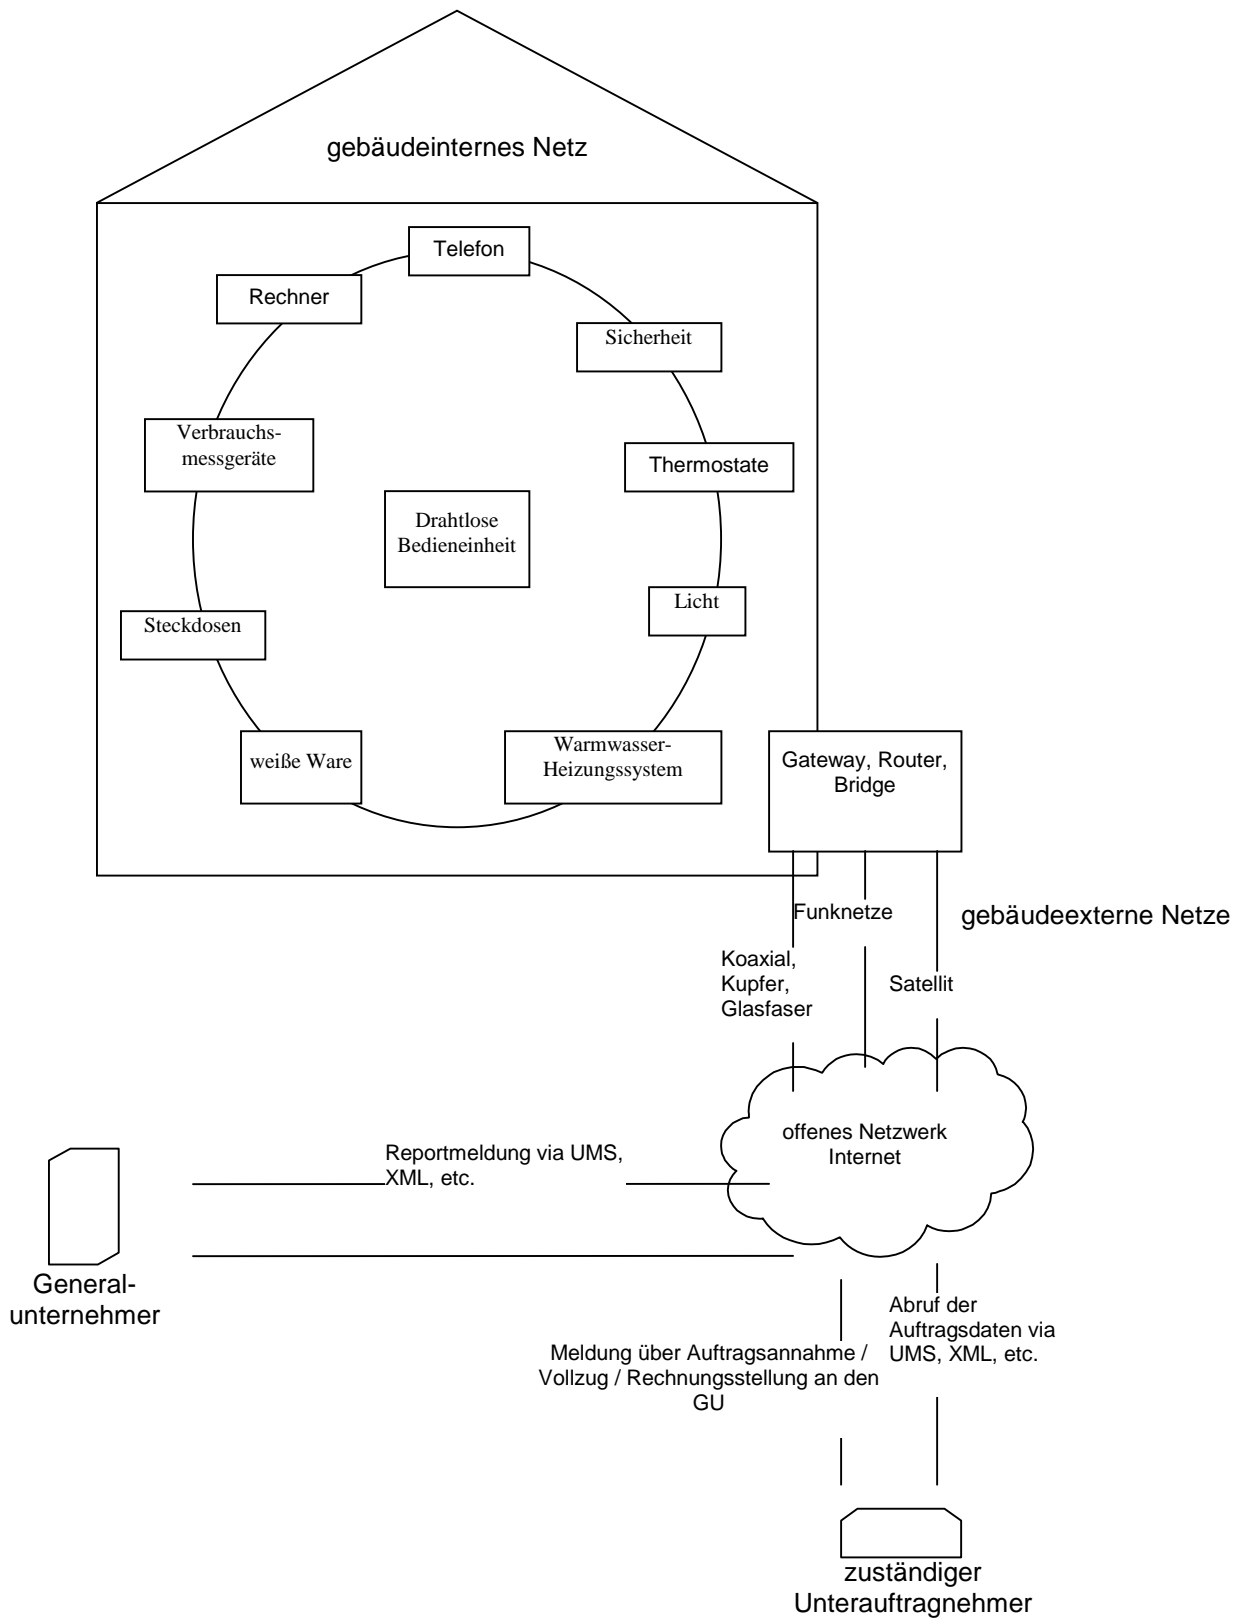 gebäudeinternes Netz
Telefon
Rechner
Sicherheit
Verbrauchs-
messgeräte
Thermostate
Drahtlose
Bedieneinheit
Licht
Steckdosen
weiße Ware
Warmwasser-
Heizungssystem
Gateway, Router,
Bridge
Funknetze
gebäudeexterne Netze
Koaxial,
Kupfer,
Glasfaser
Satellit
offenes Netzwerk
Internet
Reportmeldung via UMS,
XML, etc.
General-
unternehmer
Abruf der
Auftragsdaten via
UMS, XML, etc.
Meldung über Auftragsannahme /
Vollzug / Rechnungsstellung an den
GU
zuständiger
Unterauftragnehmer